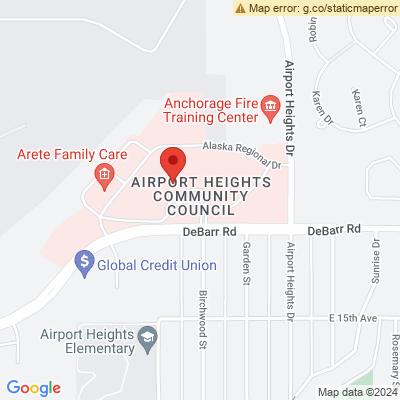 Map error: g.co/staticmaperror
Robin
Karen Dr
Karen Ct
Airport Heights Dr
Anchorage Fire
Training Center
Alaska Regional Dr
Arete Family Care
AIRPORT HEIGHTS
COMMUNITY
COUNCIL
DeBarr Rd
DeBarr Rd
Global Credit Union
Garden St
Airport Heights Dr
Sunrise Dr
Birchwood St
E 15th Ave
Airport Heights
Elementary
Rosemary S
Google
Map data ©2024